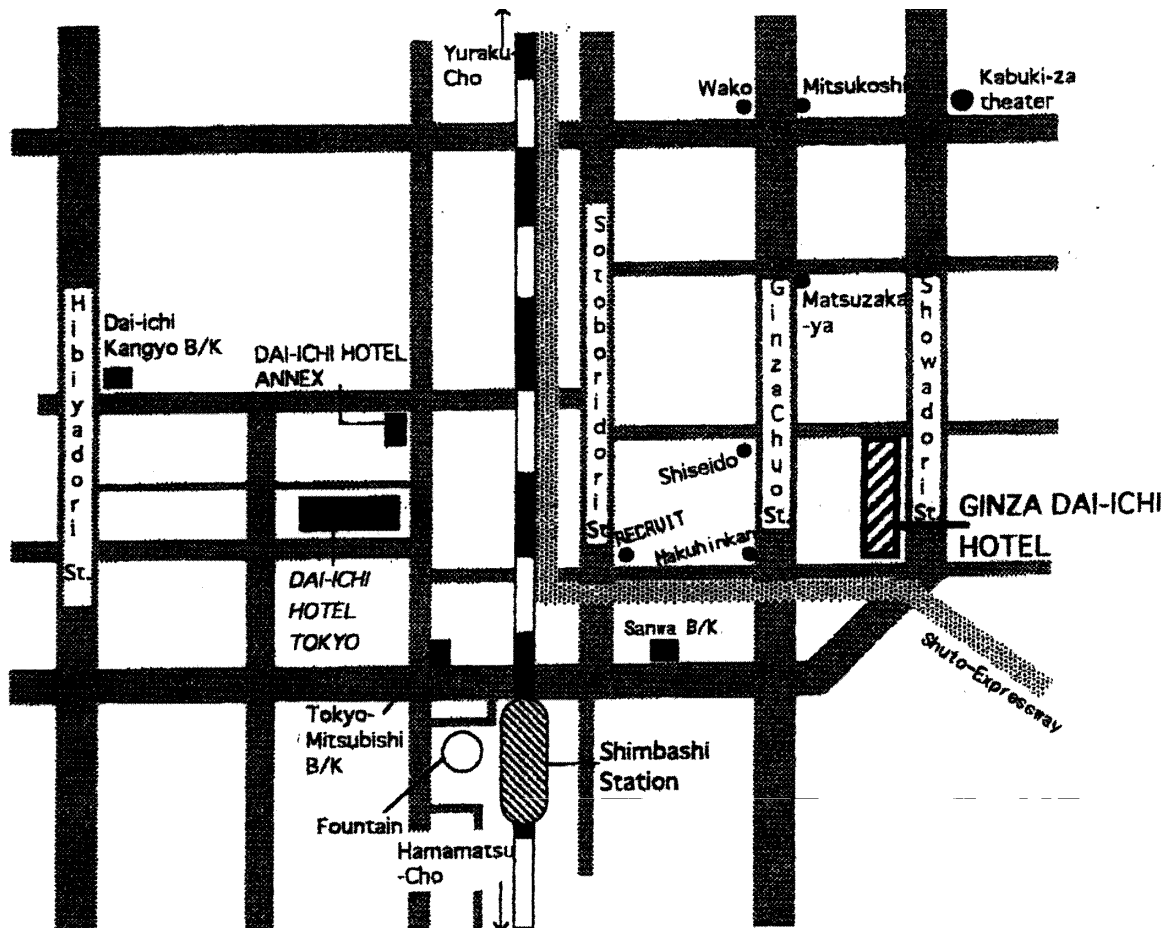 Yuraku-
Cho
Wako
Mitsukoshi
Kabuki-za
theater
Sotoboridori St.
Hibiyadori St.
GinzaChuo St.
Showadori St.
Matsuzaka
-ya
Dai-ichi
Kangyo B/K
DAI-ICHI HOTEL
ANNEX
Shiseido
RECRUIT
Hakuhinkan
GINZA DAI-ICHI
HOTEL
DAI-ICHI
HOTEL
TOKYO
Sanwa B/K
Shuto-Expressway
Tokyo-
Mitsubishi
B/K
Shimbashi
Station
Fountain
Hamamatsu
-Cho